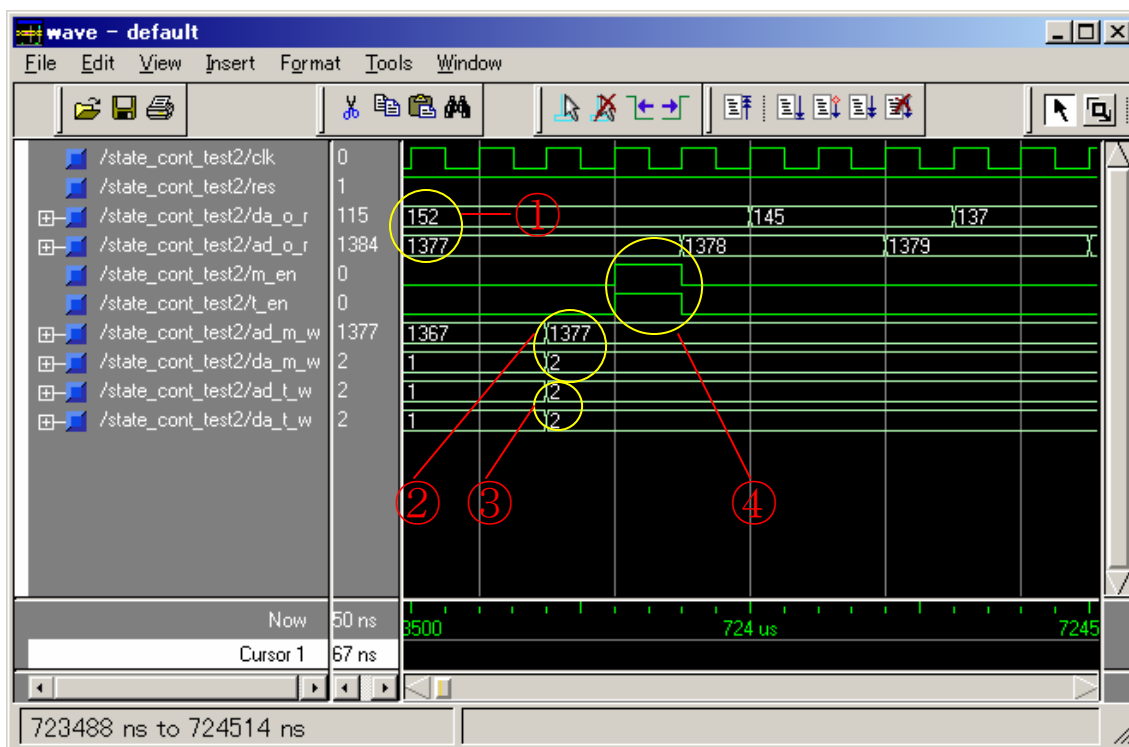 wave - default
File Edit View Insert Format Tools Window
/state_cont_test2/clk 0
/state_cont_test2/res 1
/state_cont_test2/da_o_r 115 152 145 137
①
/state_cont_test2/ad_o_r 1384 1377 1378 1379
/state_cont_test2/m_en 0
/state_cont_test2/t_en 0
/state_cont_test2/ad_m_w 1377 1367 1377
/state_cont_test2/da_m_w 2 1 2
/state_cont_test2/ad_t_w 2 1 2
/state_cont_test2/da_t_w 2 1 2
② ③ ④
Now 50 ns 3500 724 us 7245
Cursor 1 67 ns
723488 ns to 724514 ns